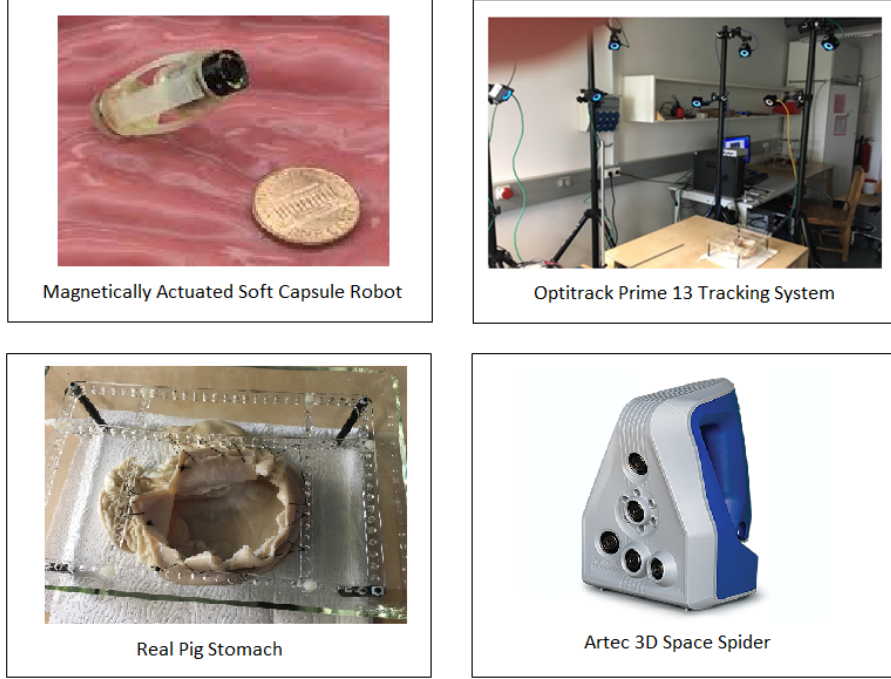 Magnetically Actuated Soft Capsule Robot
Optitrack Prime 13 Tracking System
Real Pig Stomach
Artec 3D Space Spider